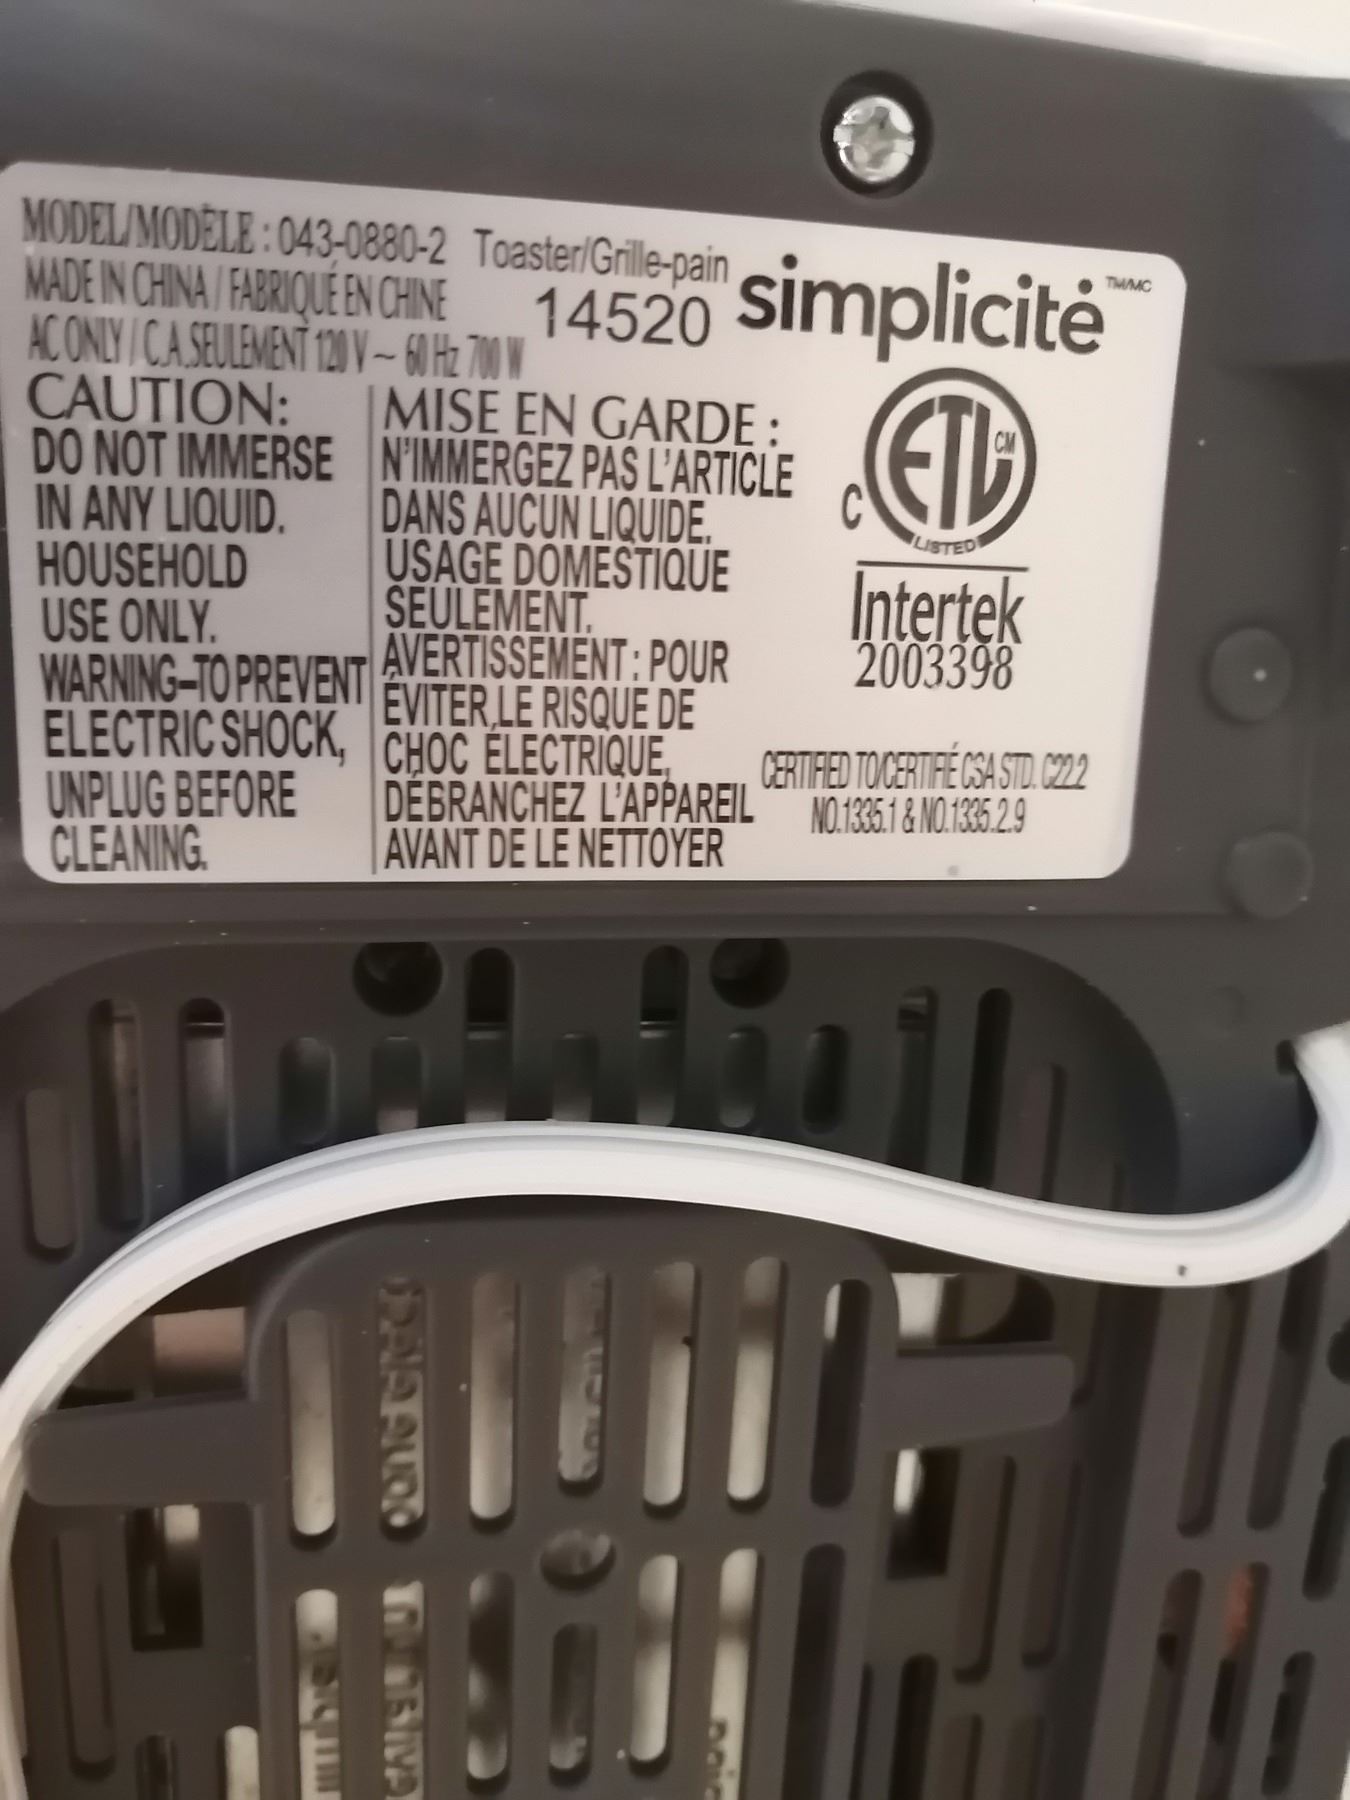 MODEL/MODÈLE : 043-0880-2 Toaster/Grille-pain
MADE IN CHINA / FABRIQUÉ EN CHINE 14520
AC ONLY / C.A.SEULEMENT 120 V ~ 60 Hz 700 W
simplicitė TM/MC
CAUTION:
DO NOT IMMERSE
IN ANY LIQUID.
HOUSEHOLD
USE ONLY.
WARNING–TO PREVENT
ELECTRIC SHOCK,
UNPLUG BEFORE
CLEANING.
MISE EN GARDE :
N'IMMERGEZ PAS L'ARTICLE
DANS AUCUN LIQUIDE.
USAGE DOMESTIQUE
SEULEMENT.
AVERTISSEMENT : POUR
ÉVITER,LE RISQUE DE
CHOC ÉLECTRIQUE,
DÉBRANCHEZ L'APPAREIL
AVANT DE LE NETTOYER
ETL CM
C
LISTED
Intertek
2003398
CERTIFIED TO/CERTIFIÉ CSA STD. C22.2
NO.1335.1 & NO.1335.2.9